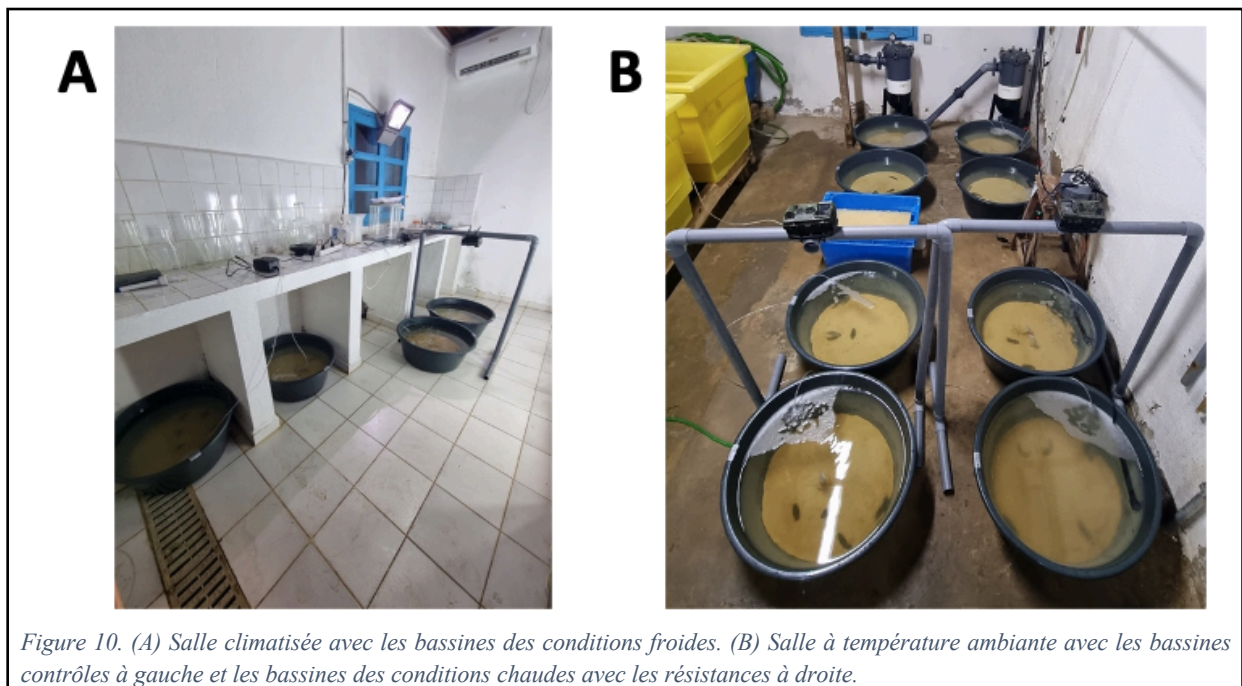 A
B
Figure 10. (A) Salle climatisée avec les bassines des conditions froides. (B) Salle à température ambiante avec les bassines
contrôles à gauche et les bassines des conditions chaudes avec les résistances à droite.